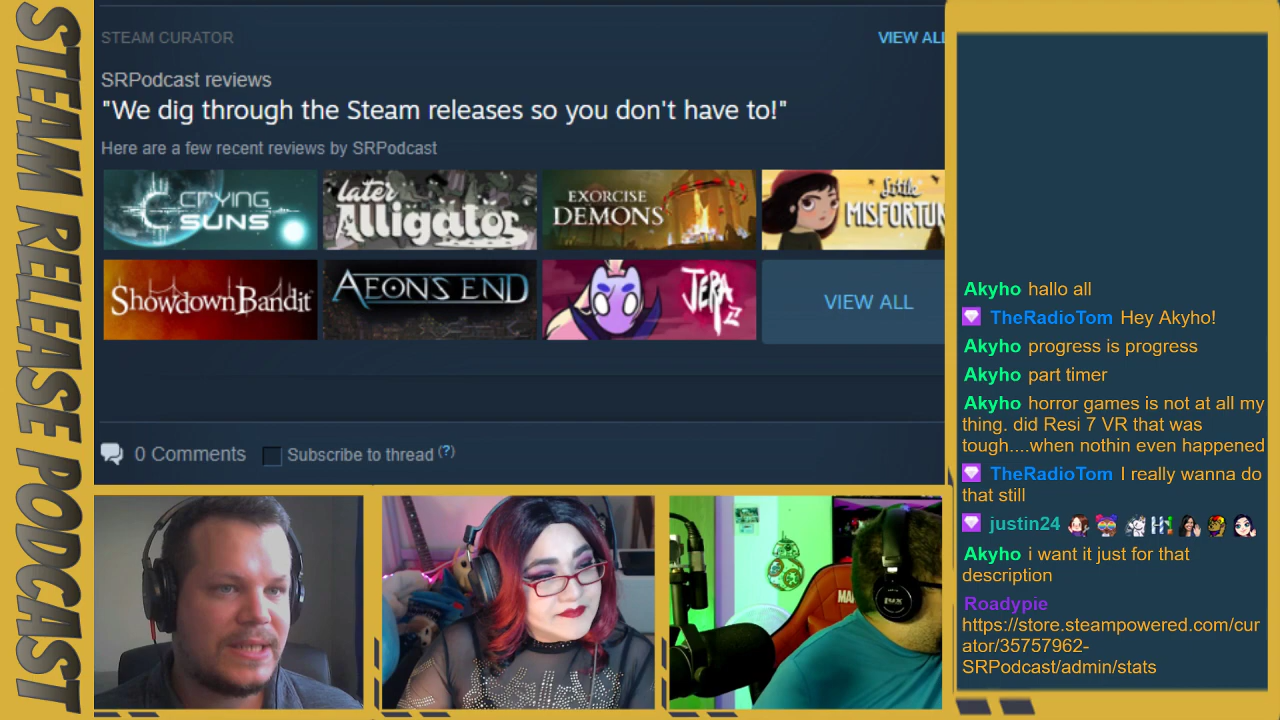 STEAM RELEASE PODCAST
STEAM CURATOR
VIEW ALL
SRPodcast reviews
"We dig through the Steam releases so you don't have to!"
Here are a few recent reviews by SRPodcast
CRYING
SUNS
later
Alligator
EXORCISE
DEMONS
Little
MISFORTUN
Showdown Bandit
AEON'S END
JERA
VIEW ALL
0 Comments
Subscribe to thread (?)
MA
Akyho hallo all
TheRadioTom Hey Akyho!
Akyho progress is progress
Akyho part timer
Akyho horror games is not at all my
thing. did Resi 7 VR that was
tough....when nothin even happened
TheRadioTom I really wanna do
that still
justin24
Akyho i want it just for that
description
Roadypie
https://store.steampowered.com/cur
ator/35757962-
SRPodcast/admin/stats